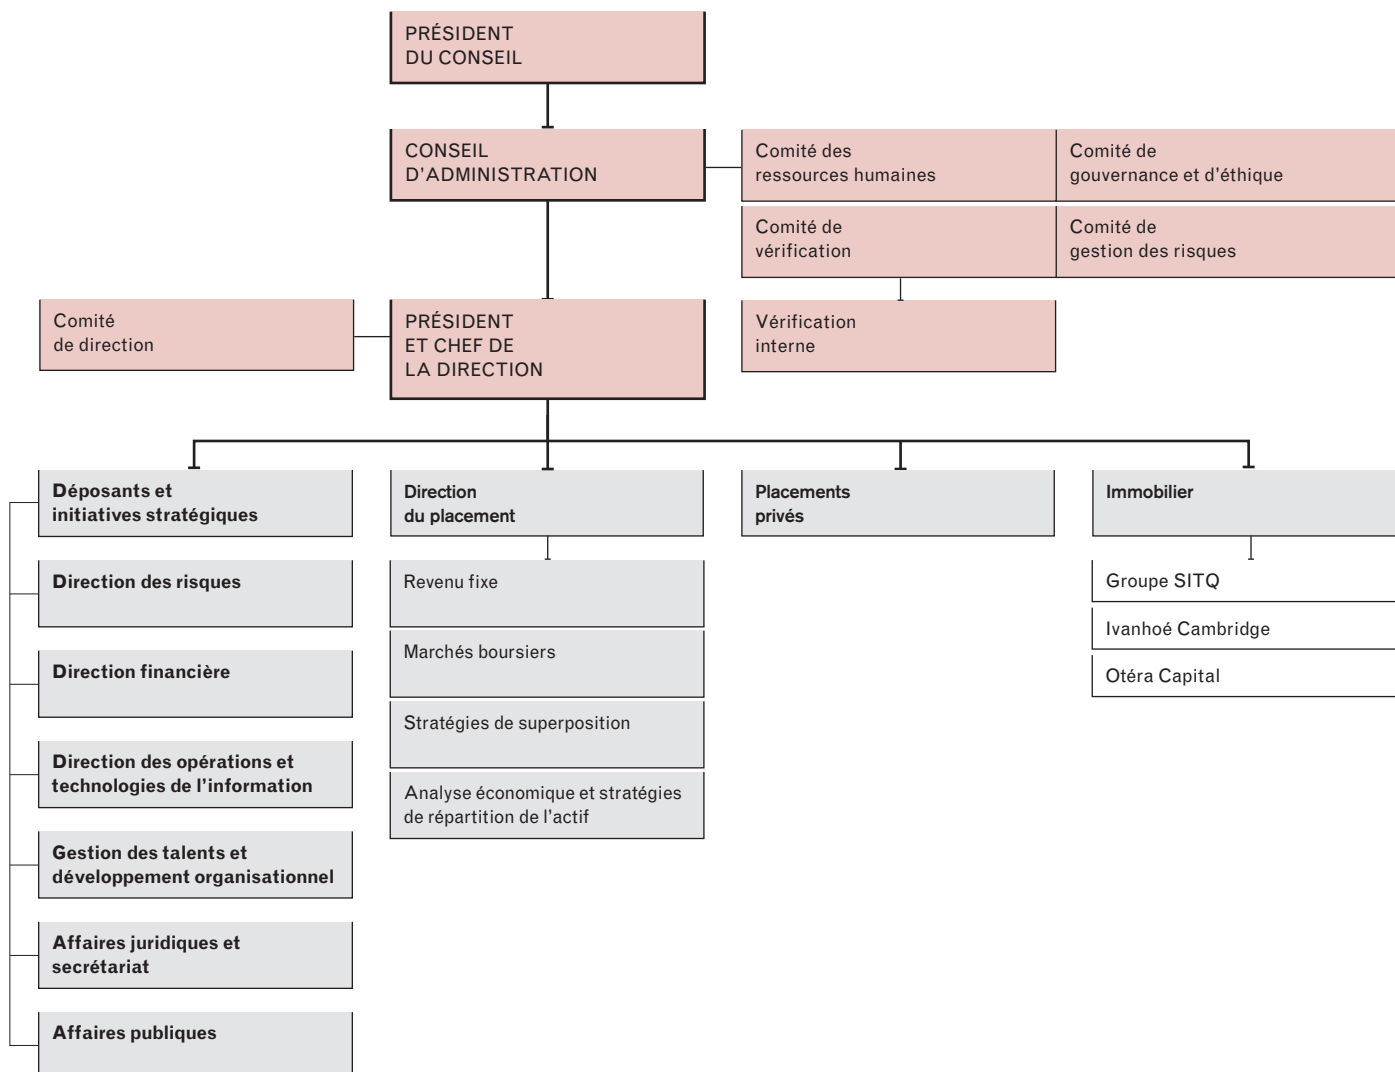 PRÉSIDENT
DU CONSEIL
CONSEIL
D'ADMINISTRATION
Comité des
ressources humaines
Comité de
gouvernance et d'éthique
Comité de
vérification
Comité de
gestion des risques
Comité
de direction
PRÉSIDENT
ET CHEF DE
LA DIRECTION
Vérification
interne
Déposants et
initiatives stratégiques
Direction des risques
Direction financière
Direction des opérations et
technologies de l'information
Gestion des talents et
développement organisationnel
Affaires juridiques et
secrétariat
Affaires publiques
Direction
du placement
Revenu fixe
Marchés boursiers
Stratégies de superposition
Analyse économique et stratégies
de répartition de l'actif
Placements
privés
Immobilier
Groupe SITQ
Ivanhoé Cambridge
Otéra Capital